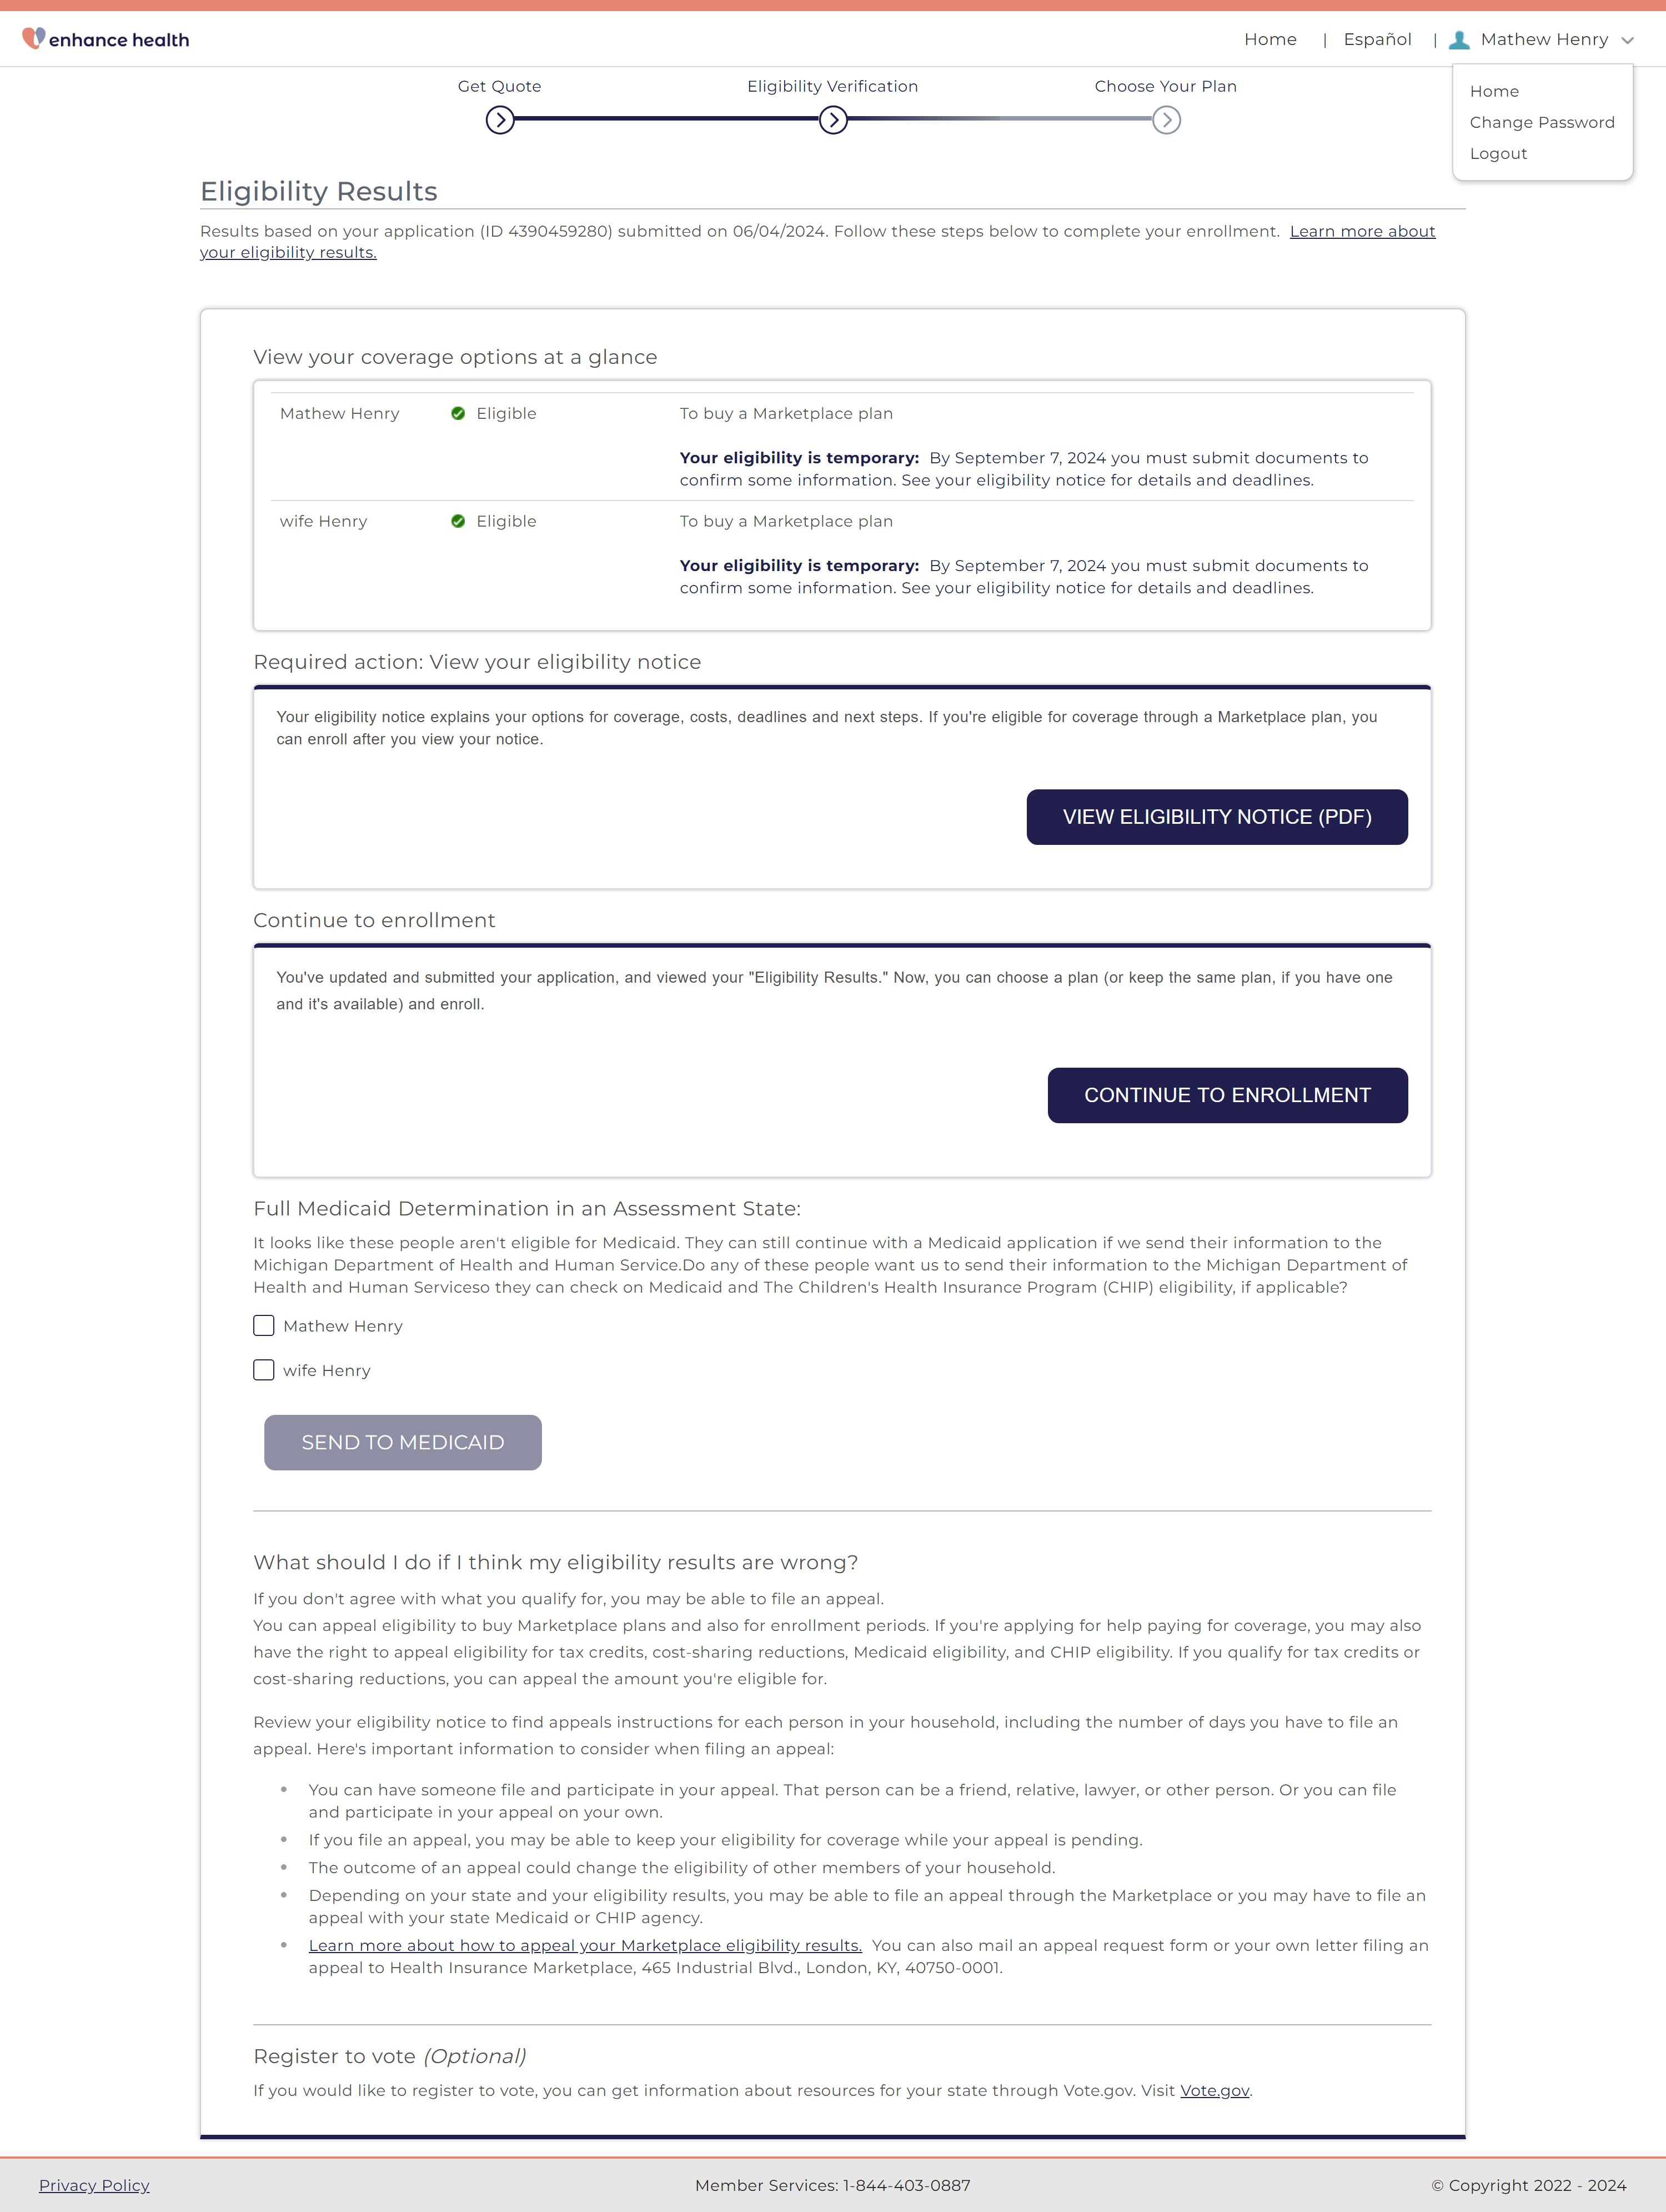 enhance health
Home | Español | Mathew Henry
Home
Change Password
Logout
Get Quote
Eligibility Verification
Choose Your Plan
Eligibility Results
Results based on your application (ID 4390459280) submitted on 06/04/2024. Follow these steps below to complete your enrollment. Learn more about
your eligibility results.
View your coverage options at a glance
Mathew Henry Eligible To buy a Marketplace plan
Your eligibility is temporary: By September 7, 2024 you must submit documents to
confirm some information. See your eligibility notice for details and deadlines.
wife Henry Eligible To buy a Marketplace plan
Your eligibility is temporary: By September 7, 2024 you must submit documents to
confirm some information. See your eligibility notice for details and deadlines.
Required action: View your eligibility notice
Your eligibility notice explains your options for coverage, costs, deadlines and next steps. If you're eligible for coverage through a Marketplace plan, you
can enroll after you view your notice.
VIEW ELIGIBILITY NOTICE (PDF)
Continue to enrollment
You've updated and submitted your application, and viewed your "Eligibility Results." Now, you can choose a plan (or keep the same plan, if you have one
and it's available) and enroll.
CONTINUE TO ENROLLMENT
Full Medicaid Determination in an Assessment State:
It looks like these people aren't eligible for Medicaid. They can still continue with a Medicaid application if we send their information to the
Michigan Department of Health and Human Service.Do any of these people want us to send their information to the Michigan Department of
Health and Human Serviceso they can check on Medicaid and The Children's Health Insurance Program (CHIP) eligibility, if applicable?
Mathew Henry
wife Henry
SEND TO MEDICAID
What should I do if I think my eligibility results are wrong?
If you don't agree with what you qualify for, you may be able to file an appeal.
You can appeal eligibility to buy Marketplace plans and also for enrollment periods. If you're applying for help paying for coverage, you may also
have the right to appeal eligibility for tax credits, cost-sharing reductions, Medicaid eligibility, and CHIP eligibility. If you qualify for tax credits or
cost-sharing reductions, you can appeal the amount you're eligible for.
Review your eligibility notice to find appeals instructions for each person in your household, including the number of days you have to file an
appeal. Here's important information to consider when filing an appeal:
• You can have someone file and participate in your appeal. That person can be a friend, relative, lawyer, or other person. Or you can file
and participate in your appeal on your own.
• If you file an appeal, you may be able to keep your eligibility for coverage while your appeal is pending.
• The outcome of an appeal could change the eligibility of other members of your household.
• Depending on your state and your eligibility results, you may be able to file an appeal through the Marketplace or you may have to file an
appeal with your state Medicaid or CHIP agency.
• Learn more about how to appeal your Marketplace eligibility results. You can also mail an appeal request form or your own letter filing an
appeal to Health Insurance Marketplace, 465 Industrial Blvd., London, KY, 40750-0001.
Register to vote (Optional)
If you would like to register to vote, you can get information about resources for your state through Vote.gov. Visit Vote.gov.
Privacy Policy
Member Services: 1-844-403-0887
© Copyright 2022 - 2024